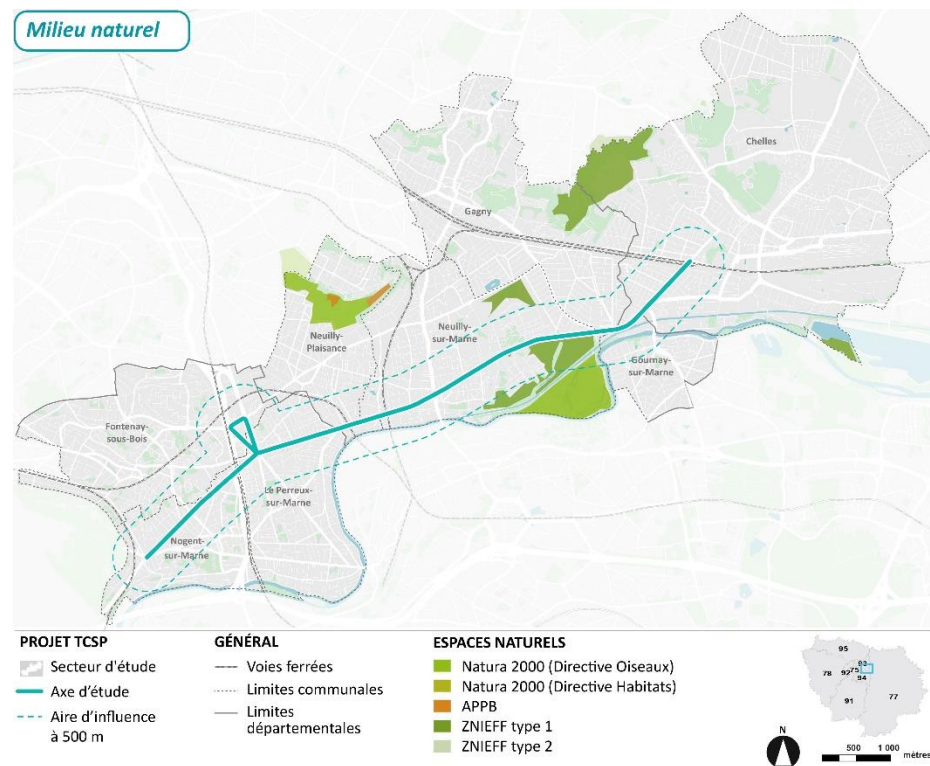 Milieu naturel
Chelles
Gagny
Neuilly-
sur-Marne
Neuilly-
Plaisance
Gournay-
sur-Marne
Fontenay-
sous-Bois
Le Perreux-
sur-Marne
Nogent-
sur-Marne
PROJET TCSP
Secteur d'étude
Axe d'étude
Aire d'influence
à 500 m
GÉNÉRAL
Voies ferrées
Limites communales
Limites
départementales
ESPACES NATURELS
Natura 2000 (Directive Oiseaux)
Natura 2000 (Directive Habitats)
APPB
ZNIEFF type 1
ZNIEFF type 2
95
93
78
92
75
94
77
91
N
500
1 000
mètres